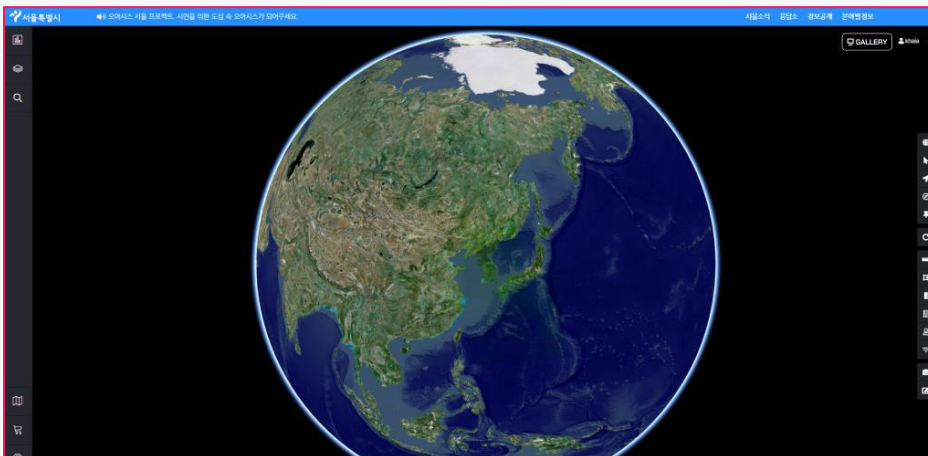 서울특별시
오아시스 서울 프로젝트. 시민을 위한 도심 속 오아시스가 되어주세요.
서울소식 응답소 정보공개 분야별정보
GALLERY khaia